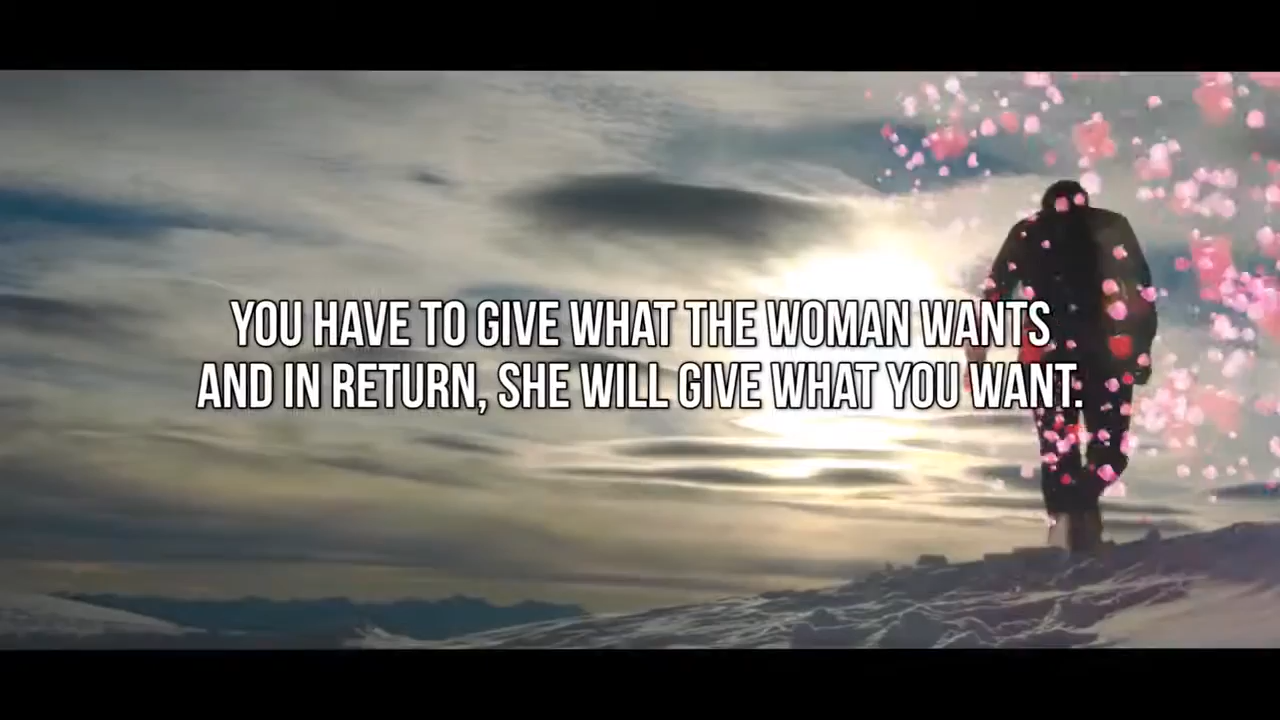 YOU HAVE TO GIVE WHAT THE WOMAN WANTS
AND IN RETURN, SHE WILL GIVE WHAT YOU WANT.